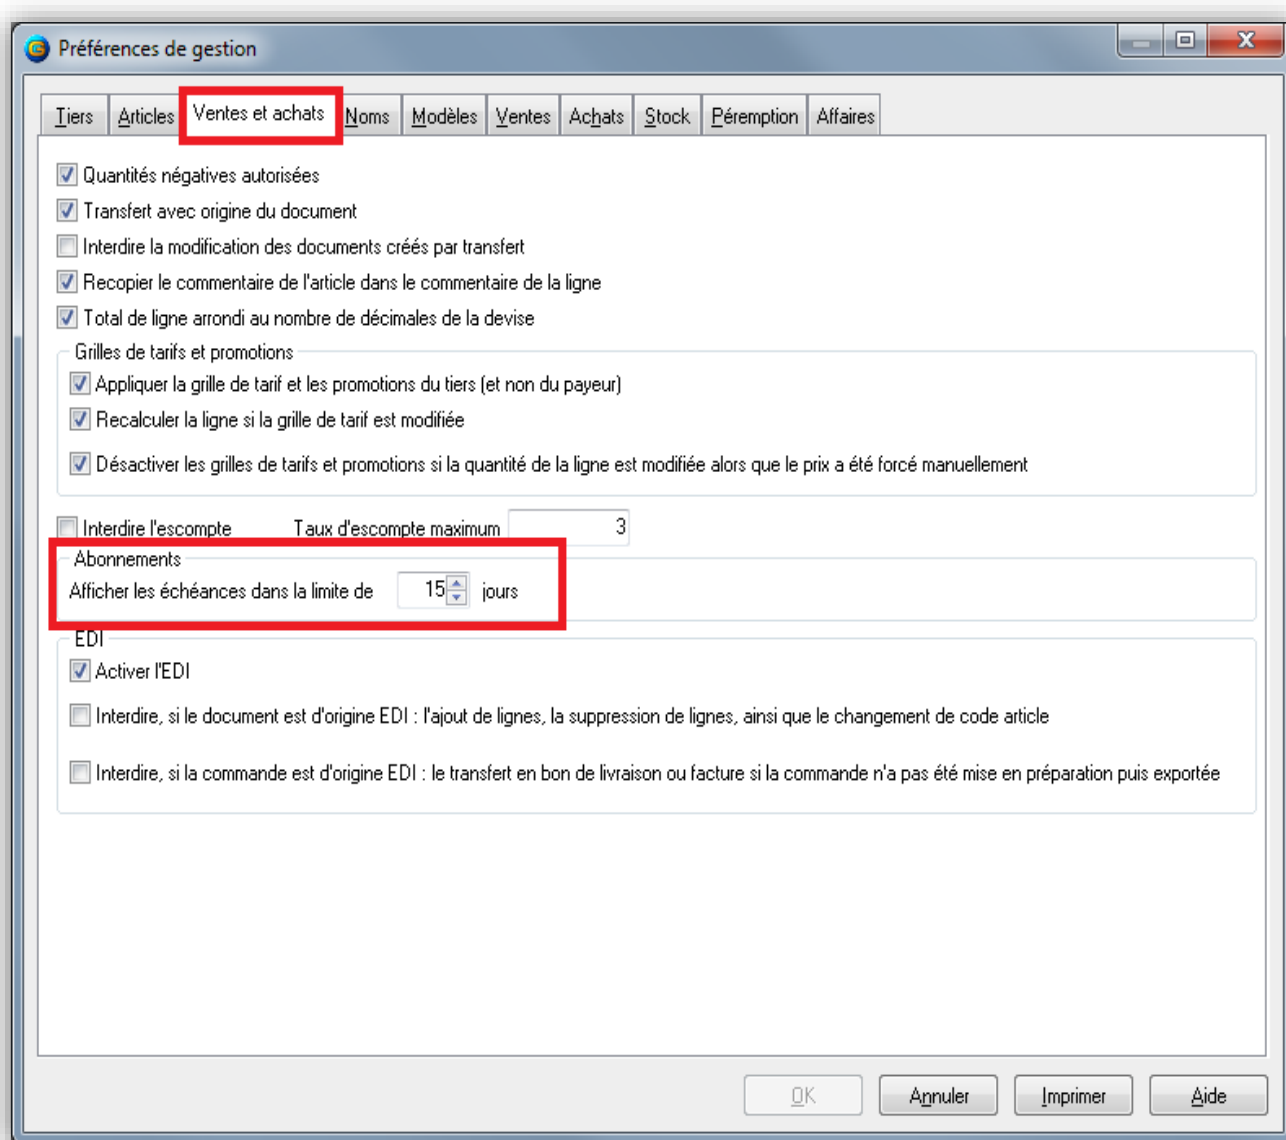 Préférences de gestion
Tiers Articles Ventes et achats Noms Modèles Ventes Achats Stock Péremption Affaires
Quantités négatives autorisées
Transfert avec origine du document
Interdire la modification des documents créés par transfert
Recopier le commentaire de l'article dans le commentaire de la ligne
Total de ligne arrondi au nombre de décimales de la devise
Grilles de tarifs et promotions
Appliquer la grille de tarif et les promotions du tiers (et non du payeur)
Recalculer la ligne si la grille de tarif est modifiée
Désactiver les grilles de tarifs et promotions si la quantité de la ligne est modifiée alors que le prix a été forcé manuellement
Interdire l'escompte Taux d'escompte maximum 3
Abonnements
Afficher les échéances dans la limite de 15 jours
EDI
Activer l'EDI
Interdire, si le document est d'origine EDI : l'ajout de lignes, la suppression de lignes, ainsi que le changement de code article
Interdire, si la commande est d'origine EDI : le transfert en bon de livraison ou facture si la commande n'a pas été mise en préparation puis exportée
OK Annuler Imprimer Aide